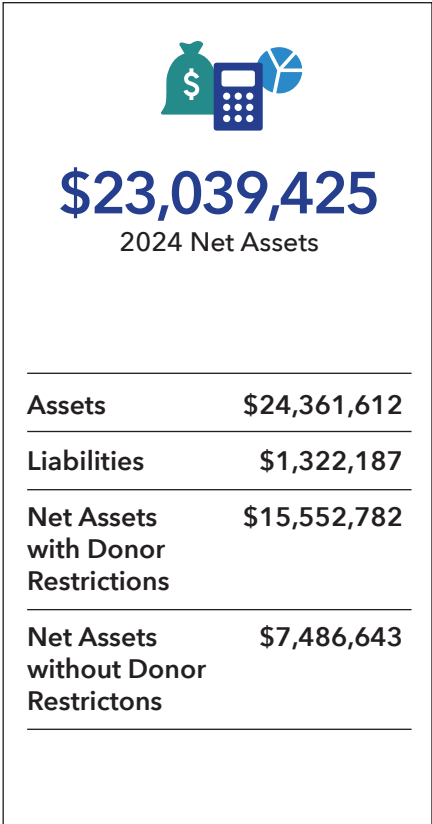 $
$23,039,425
2024 Net Assets
Assets $24,361,612
Liabilities $1,322,187
Net Assets $15,552,782
with Donor
Restrictions
Net Assets $7,486,643
without Donor
Restrictons